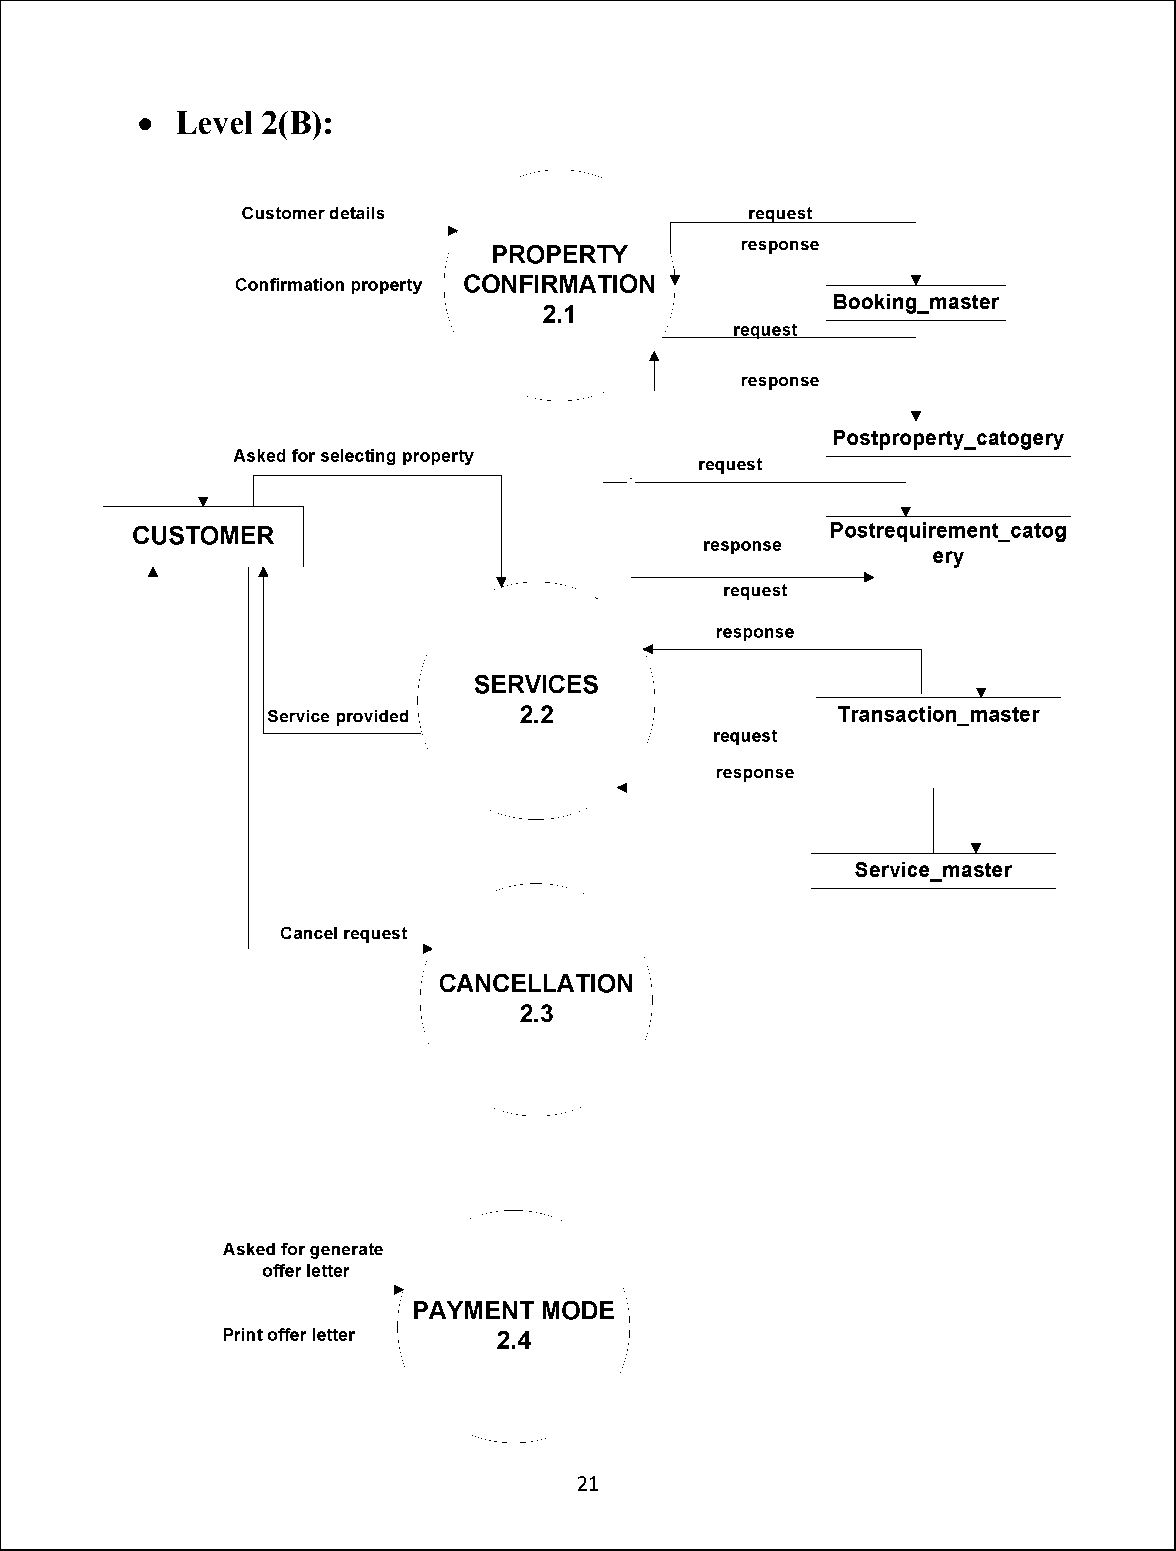 • Level 2(B):
Customer details
request
response
PROPERTY
CONFIRMATION
2.1
Confirmation property
Booking_master
request
response
Postproperty_catogery
Asked for selecting property
request
CUSTOMER
Postrequirement_catog
ery
response
request
response
SERVICES
2.2
Service provided
Transaction_master
request
response
Service_master
Cancel request
CANCELLATION
2.3
Asked for generate
offer letter
PAYMENT MODE
2.4
Print offer letter
21